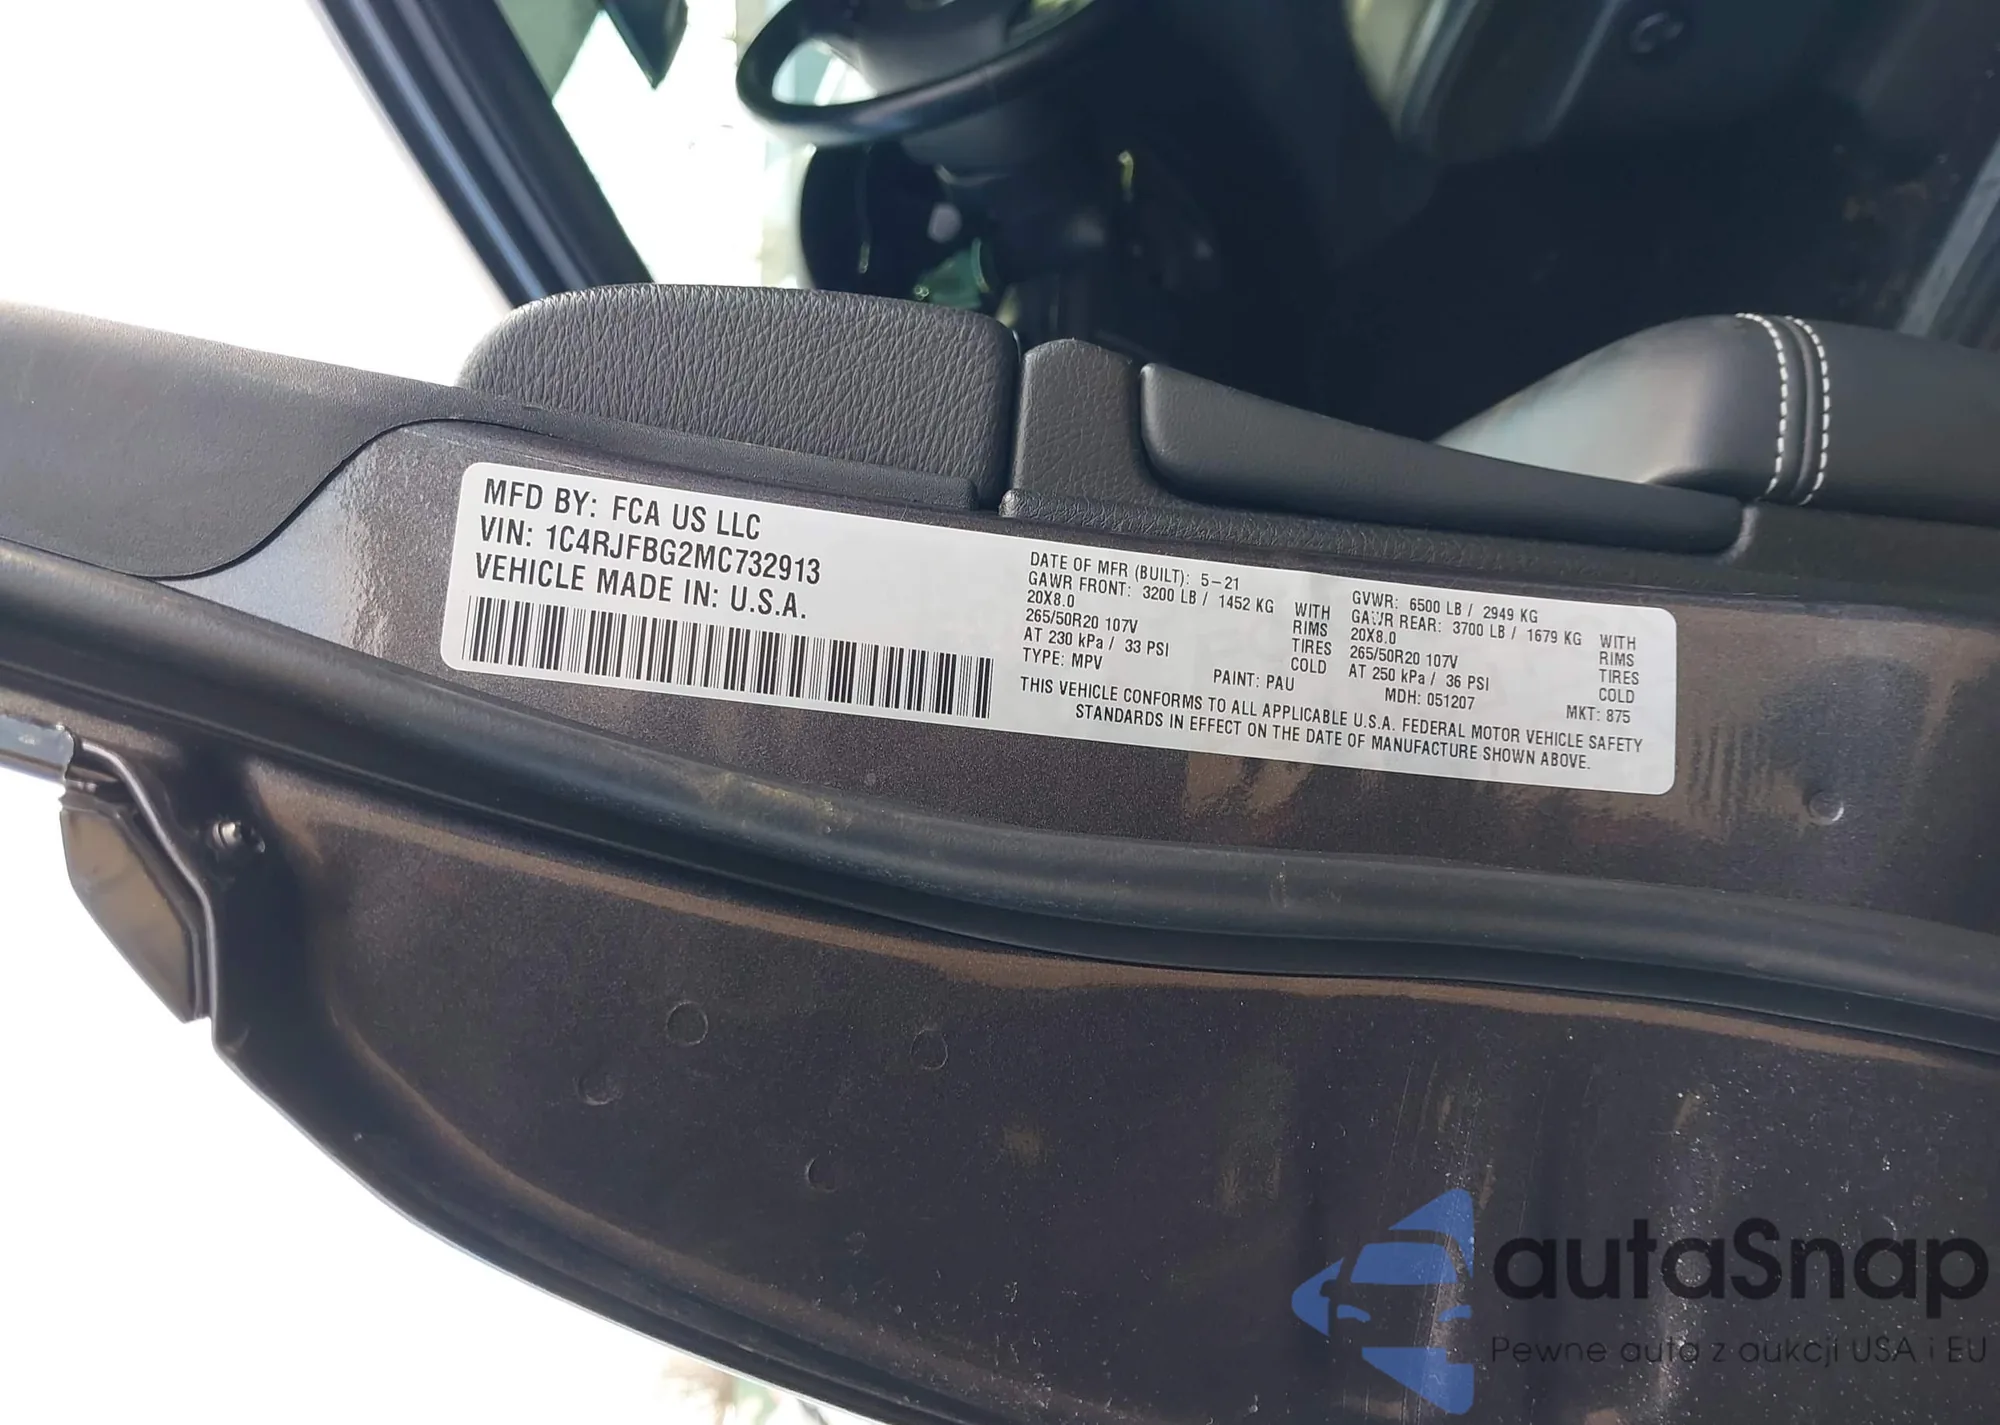 MFD BY: FCA US LLC
VIN: 1C4RJFBG2MC732913
VEHICLE MADE IN: U.S.A.
DATE OF MFR (BUILT): 5-21
GAWR FRONT: 3200 LB / 1452 KG WITH
20X8.0 RIMS
265/50R20 107V TIRES
AT 230 kPa / 33 PSI COLD
TYPE: MPV
PAINT: PAU
GVWR: 6500 LB / 2949 KG
GAWR REAR: 3700 LB / 1679 KG WITH
20X8.0 RIMS
265/50R20 107V TIRES
AT 250 kPa / 36 PSI COLD
MDH: 051207
MKT: 875
THIS VEHICLE CONFORMS TO ALL APPLICABLE U.S.A. FEDERAL MOTOR VEHICLE SAFETY
STANDARDS IN EFFECT ON THE DATE OF MANUFACTURE SHOWN ABOVE.
autaSnap
Pewne auta z aukcji USA i EU